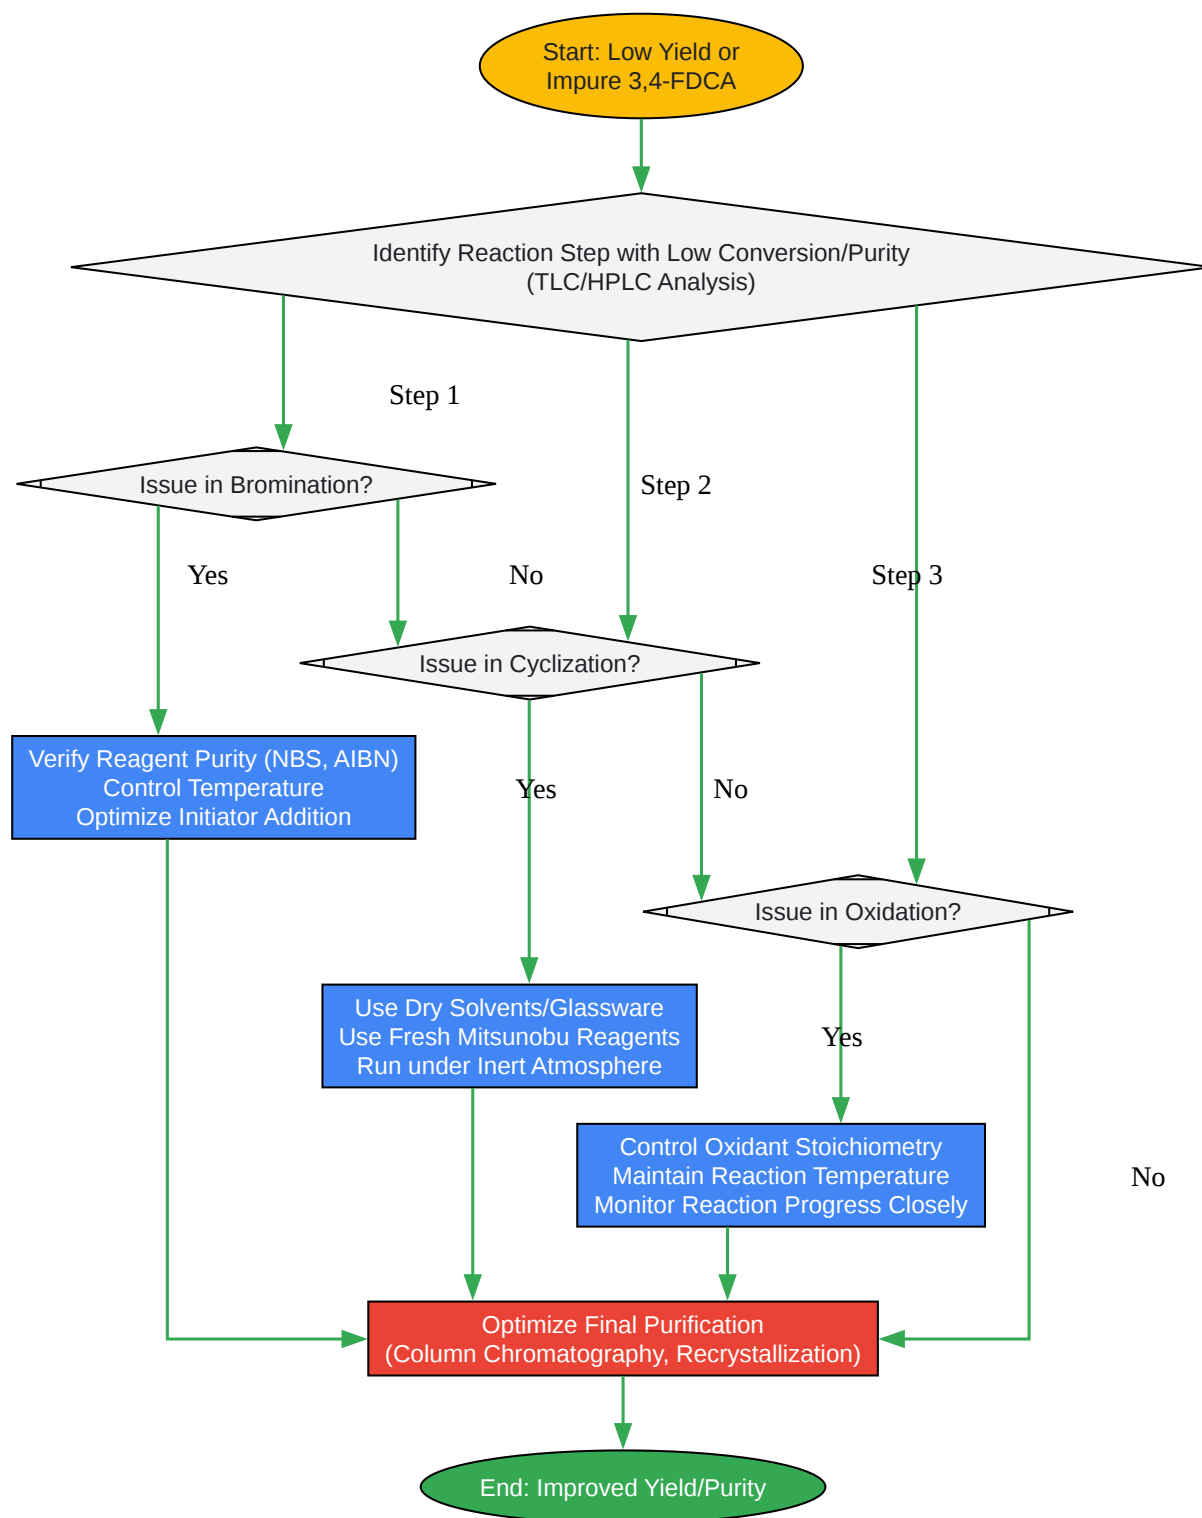 Start: Low Yield or
Impure 3,4-FDCA
Identify Reaction Step with Low Conversion/Purity
(TLC/HPLC Analysis)
Step 1
Issue in Bromination?
Step 2
Yes
No
Step 3
Issue in Cyclization?
Verify Reagent Purity (NBS, AIBN)
Control Temperature
Optimize Initiator Addition
Yes
No
Issue in Oxidation?
Use Dry Solvents/Glassware
Use Fresh Mitsunobu Reagents
Run under Inert Atmosphere
Yes
Control Oxidant Stoichiometry
Maintain Reaction Temperature
Monitor Reaction Progress Closely
No
Optimize Final Purification
(Column Chromatography, Recrystallization)
End: Improved Yield/Purity